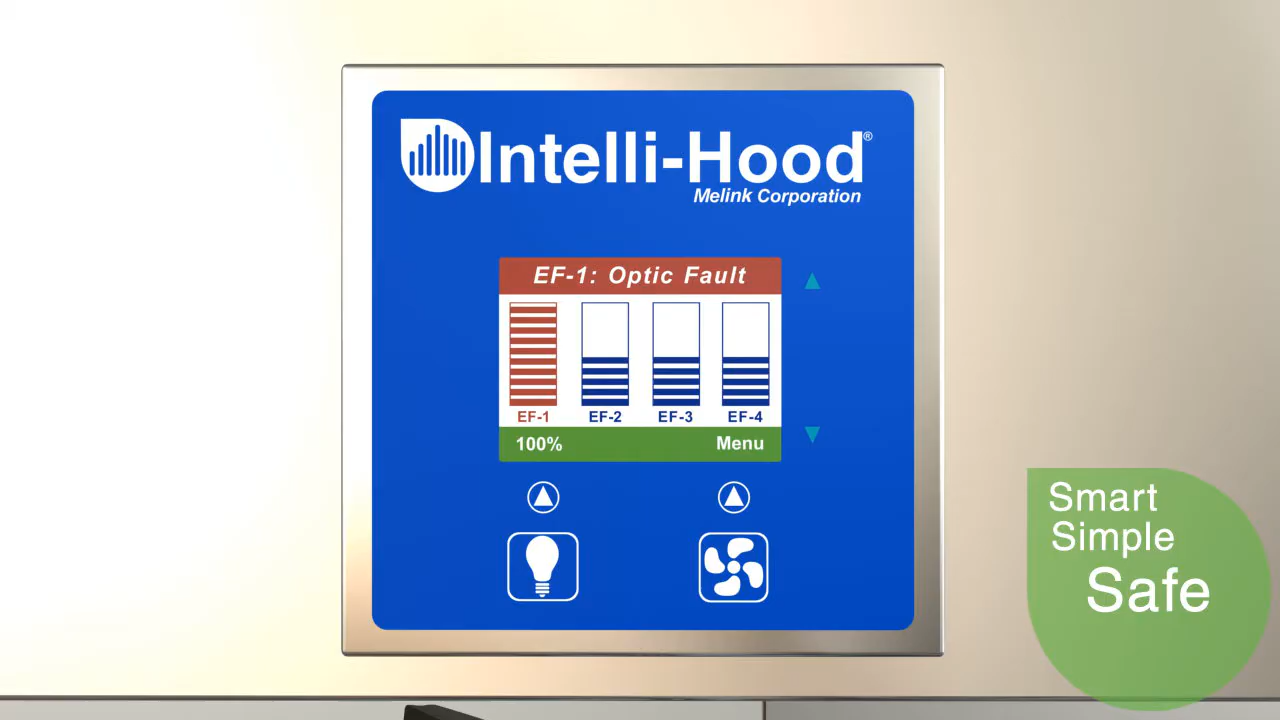 Intelli-Hood®
Melink Corporation
EF-1: Optic Fault
EF-1 EF-2 EF-3 EF-4
100% Menu
Smart
Simple
Safe